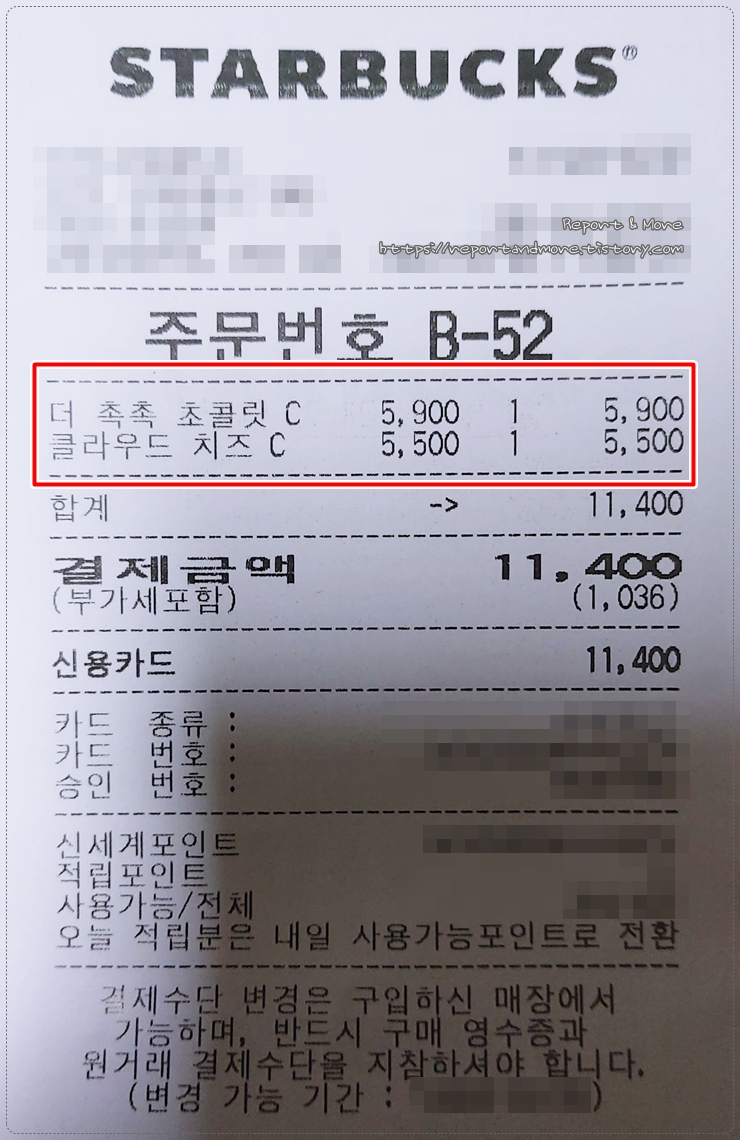 STARBUCKS®
Report & More
https://reportandmore.tistory.com
주문번호 B-52
더 촉촉 초콜릿 C 5,900 1 5,900
클라우드 치즈 C 5,500 1 5,500
합계 -> 11,400
결제금액 11,400
(부가세포함) (1,036)
신용카드 11,400
카드 종류 :
카드 번호 :
승인 번호 :
신세계포인트
적립포인트
사용가능/전체
오늘 적립분은 내일 사용가능포인트로 전환
결제수단 변경은 구입하신 매장에서
가능하며, 반드시 구매 영수증과
원거래 결제수단을 지참하셔야 합니다.
(변경 가능 기간 : )